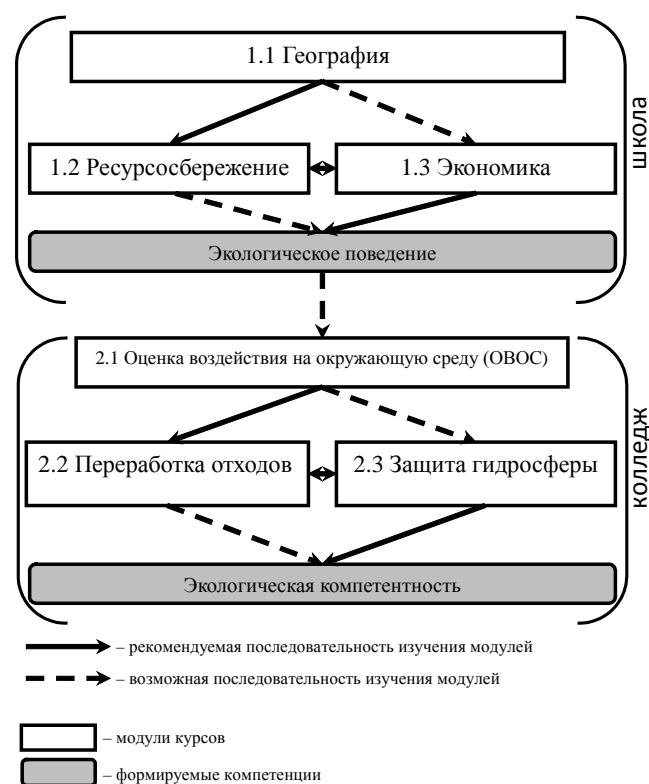 1.1 География
школа
1.2 Ресурсосбережение
1.3 Экономика
Экологическое поведение
2.1 Оценка воздействия на окружающую среду (ОВОС)
колледж
2.2 Переработка отходов
2.3 Защита гидросферы
Экологическая компетентность
– рекомендуемая последовательность изучения модулей
– возможная последовательность изучения модулей
– модули курсов
– формируемые компетенции